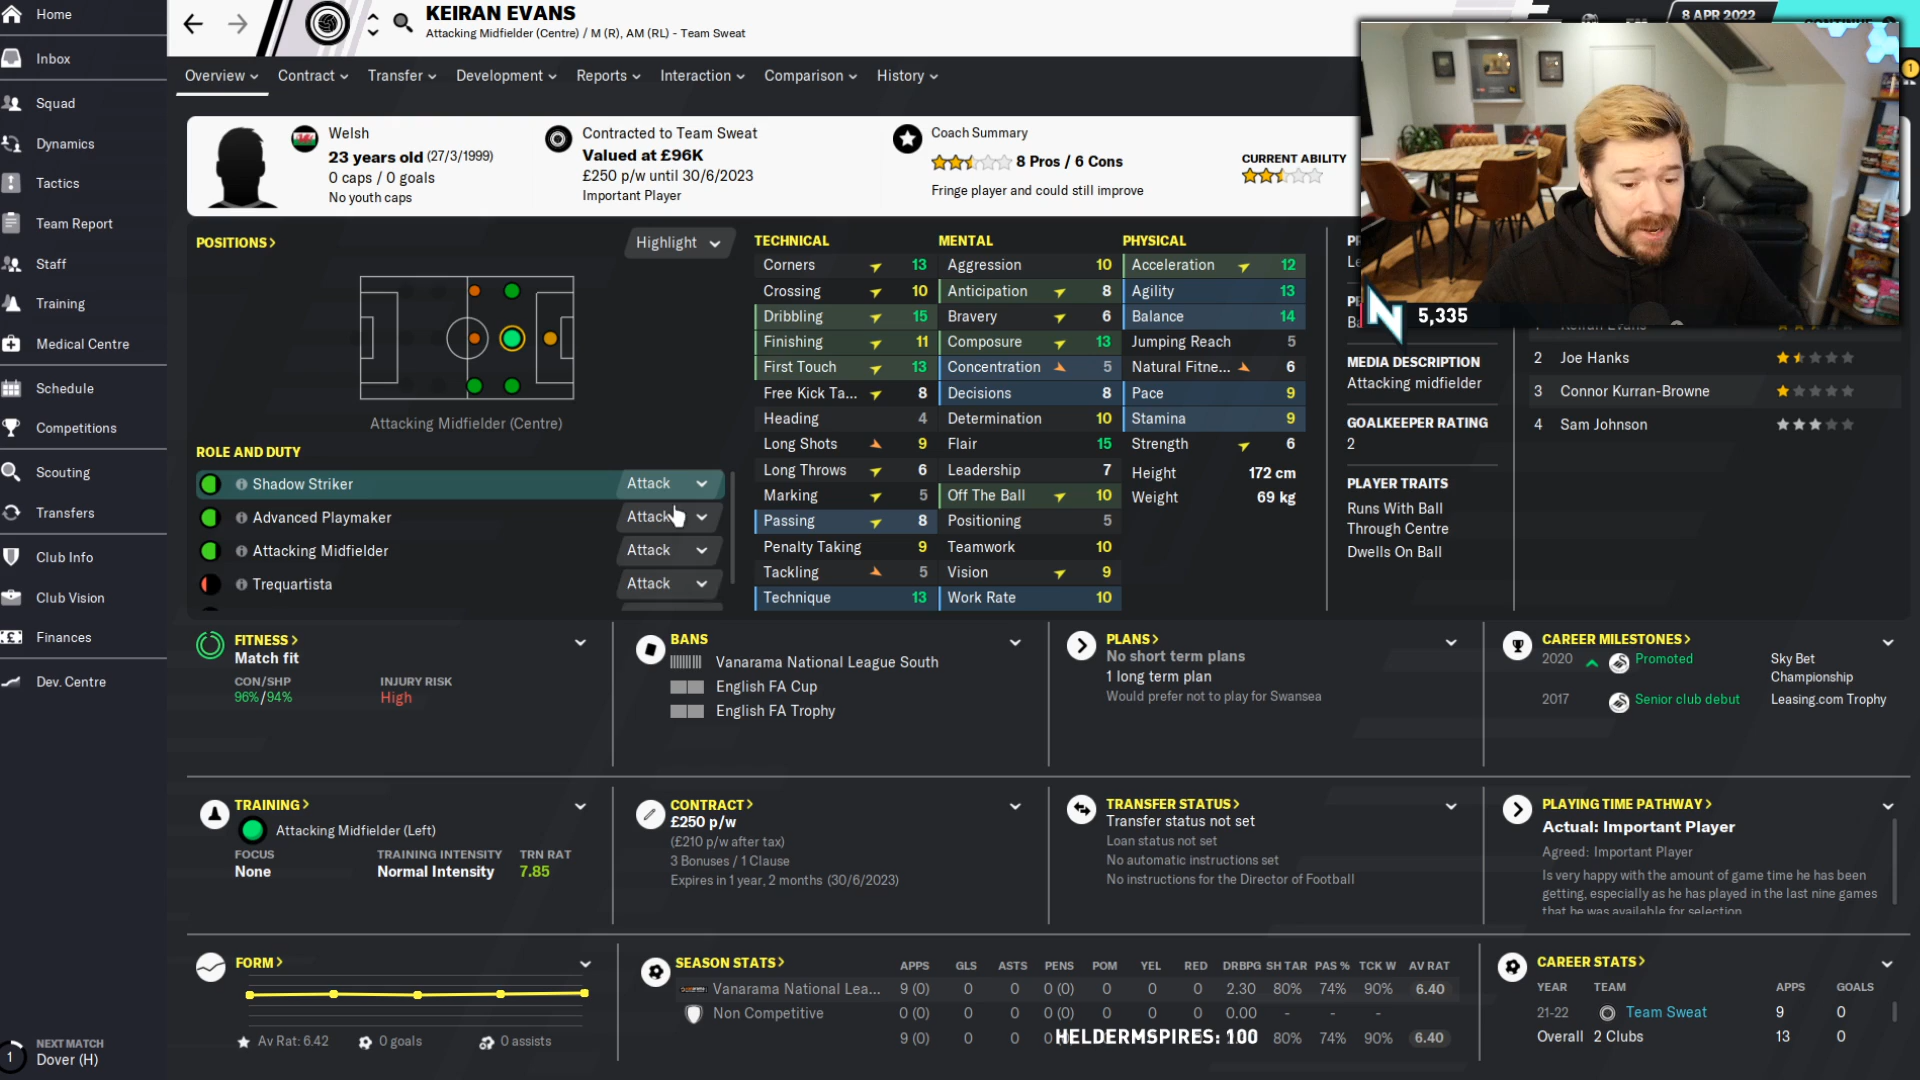 Home
Inbox
Squad
Dynamics
Tactics
Team Report
Staff
Training
Medical Centre
Schedule
Competitions
Scouting
Transfers
Club Info
Club Vision
Finances
Dev. Centre
1
NEXT MATCH
Dover (H)
KEIRAN EVANS
Attacking Midfielder (Centre) / M (R), AM (RL) - Team Sweat
8 APR 2022
1
Overview
Contract
Transfer
Development
Reports
Interaction
Comparison
History
Welsh
23 years old (27/3/1999)
0 caps / 0 goals
No youth caps
Contracted to Team Sweat
Valued at £96K
£250 p/w until 30/6/2023
Important Player
Coach Summary
8 Pros / 6 Cons
Fringe player and could still improve
CURRENT ABILITY
POSITIONS>
Highlight
Attacking Midfielder (Centre)
ROLE AND DUTY
Shadow Striker Attack
Advanced Playmaker Attack
Attacking Midfielder Attack
Trequartista Attack
TECHNICAL
Corners 13
Crossing 10
Dribbling 15
Finishing 11
First Touch 13
Free Kick Ta... 8
Heading 4
Long Shots 9
Long Throws 6
Marking 5
Passing 8
Penalty Taking 9
Tackling 5
Technique 13
MENTAL
Aggression 10
Anticipation 8
Bravery 6
Composure 13
Concentration 5
Decisions 8
Determination 10
Flair 15
Leadership 7
Off The Ball 10
Positioning 5
Teamwork 10
Vision 9
Work Rate 10
PHYSICAL
Acceleration 12
Agility 13
Balance 14
Jumping Reach 5
Natural Fitne... 6
Pace 9
Stamina 9
Strength 6
Height 172 cm
Weight 69 kg
N 5,335
MEDIA DESCRIPTION
Attacking midfielder
GOALKEEPER RATING
2
PLAYER TRAITS
Runs With Ball
Through Centre
Dwells On Ball
Keiran Evans
2 Joe Hanks
3 Connor Kurran-Browne
4 Sam Johnson
FITNESS>
Match fit
CON/SHP
96%/94%
INJURY RISK
High
BANS
Vanarama National League South
English FA Cup
English FA Trophy
PLANS>
No short term plans
1 long term plan
Would prefer not to play for Swansea
CAREER MILESTONES>
2020 Promoted Sky Bet Championship
2017 Senior club debut Leasing.com Trophy
TRAINING>
Attacking Midfielder (Left)
FOCUS
None
TRAINING INTENSITY
Normal Intensity
TRN RAT
7.85
CONTRACT>
£250 p/w
(£210 p/w after tax)
3 Bonuses / 1 Clause
Expires in 1 year, 2 months (30/6/2023)
TRANSFER STATUS>
Transfer status not set
Loan status not set
No automatic instructions set
No instructions for the Director of Football
PLAYING TIME PATHWAY>
Actual: Important Player
Agreed: Important Player
Is very happy with the amount of game time he has been
getting, especially as he has played in the last nine games
that he was available for selection
FORM>
Av Rat: 6.42
0 goals
0 assists
SEASON STATS>
APPS GLS ASTS PENS POM YEL RED DRBPG SH TAR PAS % TCK W AV RAT
Vanarama National Lea... 9 (0) 0 0 0 (0) 0 0 0 2.30 80% 74% 90% 6.40
Non Competitive 0 (0) 0 0 0 (0) 0 0 0 0.00 - - - -
9 (0) 0 0 0 80% 74% 90% 6.40
HELDERMSPIRES: 100
CAREER STATS>
YEAR TEAM APPS GOALS
21-22 Team Sweat 9 0
Overall 2 Clubs 13 0